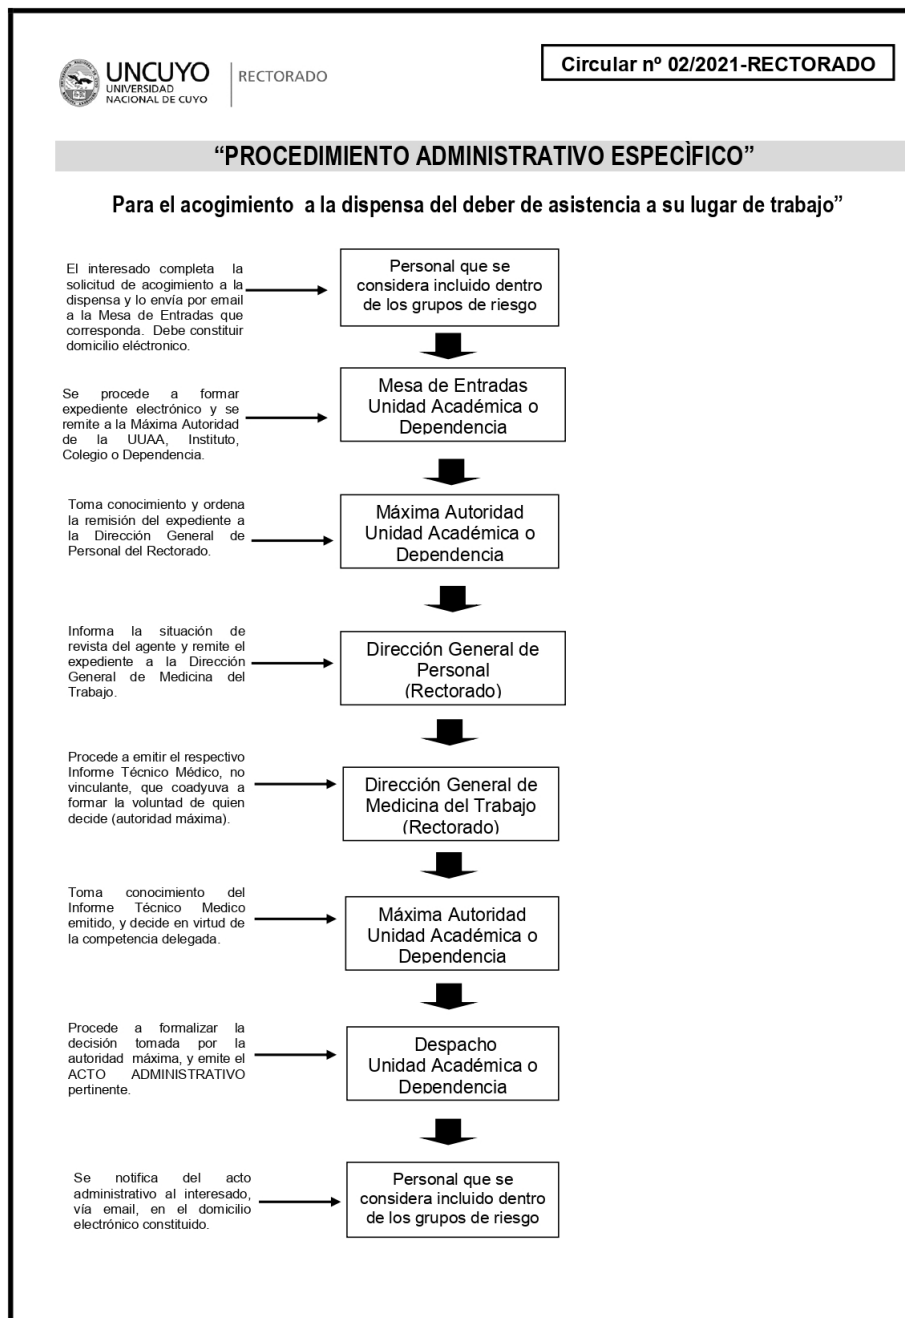 UNCUYO
UNIVERSIDAD
NACIONAL DE CUYO
RECTORADO
Circular nº 02/2021-RECTORADO
“PROCEDIMIENTO ADMINISTRATIVO ESPECÌFICO”
Para el acogimiento a la dispensa del deber de asistencia a su lugar de trabajo”
El interesado completa la
solicitud de acogimiento a la
dispensa y lo envía por email
a la Mesa de Entradas que
corresponda. Debe constituir
domicilio eléctronico.
Personal que se
considera incluido dentro
de los grupos de riesgo
Se procede a formar
expediente electrónico y se
remite a la Máxima Autoridad
de la UUAA, Instituto,
Colegio o Dependencia.
Mesa de Entradas
Unidad Académica o
Dependencia
Toma conocimiento y ordena
la remisión del expediente a
la Dirección General de
Personal del Rectorado.
Máxima Autoridad
Unidad Académica o
Dependencia
Informa la situación de
revista del agente y remite el
expediente a la Dirección
General de Medicina del
Trabajo.
Dirección General de
Personal
(Rectorado)
Procede a emitir el respectivo
Informe Técnico Médico, no
vinculante, que coadyuva a
formar la voluntad de quien
decide (autoridad máxima).
Dirección General de
Medicina del Trabajo
(Rectorado)
Toma conocimiento del
Informe Técnico Medico
emitido, y decide en virtud de
la competencia delegada.
Máxima Autoridad
Unidad Académica o
Dependencia
Procede a formalizar la
decisión tomada por la
autoridad máxima, y emite el
ACTO ADMINISTRATIVO
pertinente.
Despacho
Unidad Académica o
Dependencia
Se notifica del acto
administrativo al interesado,
vía email, en el domicilio
electrónico constituido.
Personal que se
considera incluido dentro
de los grupos de riesgo